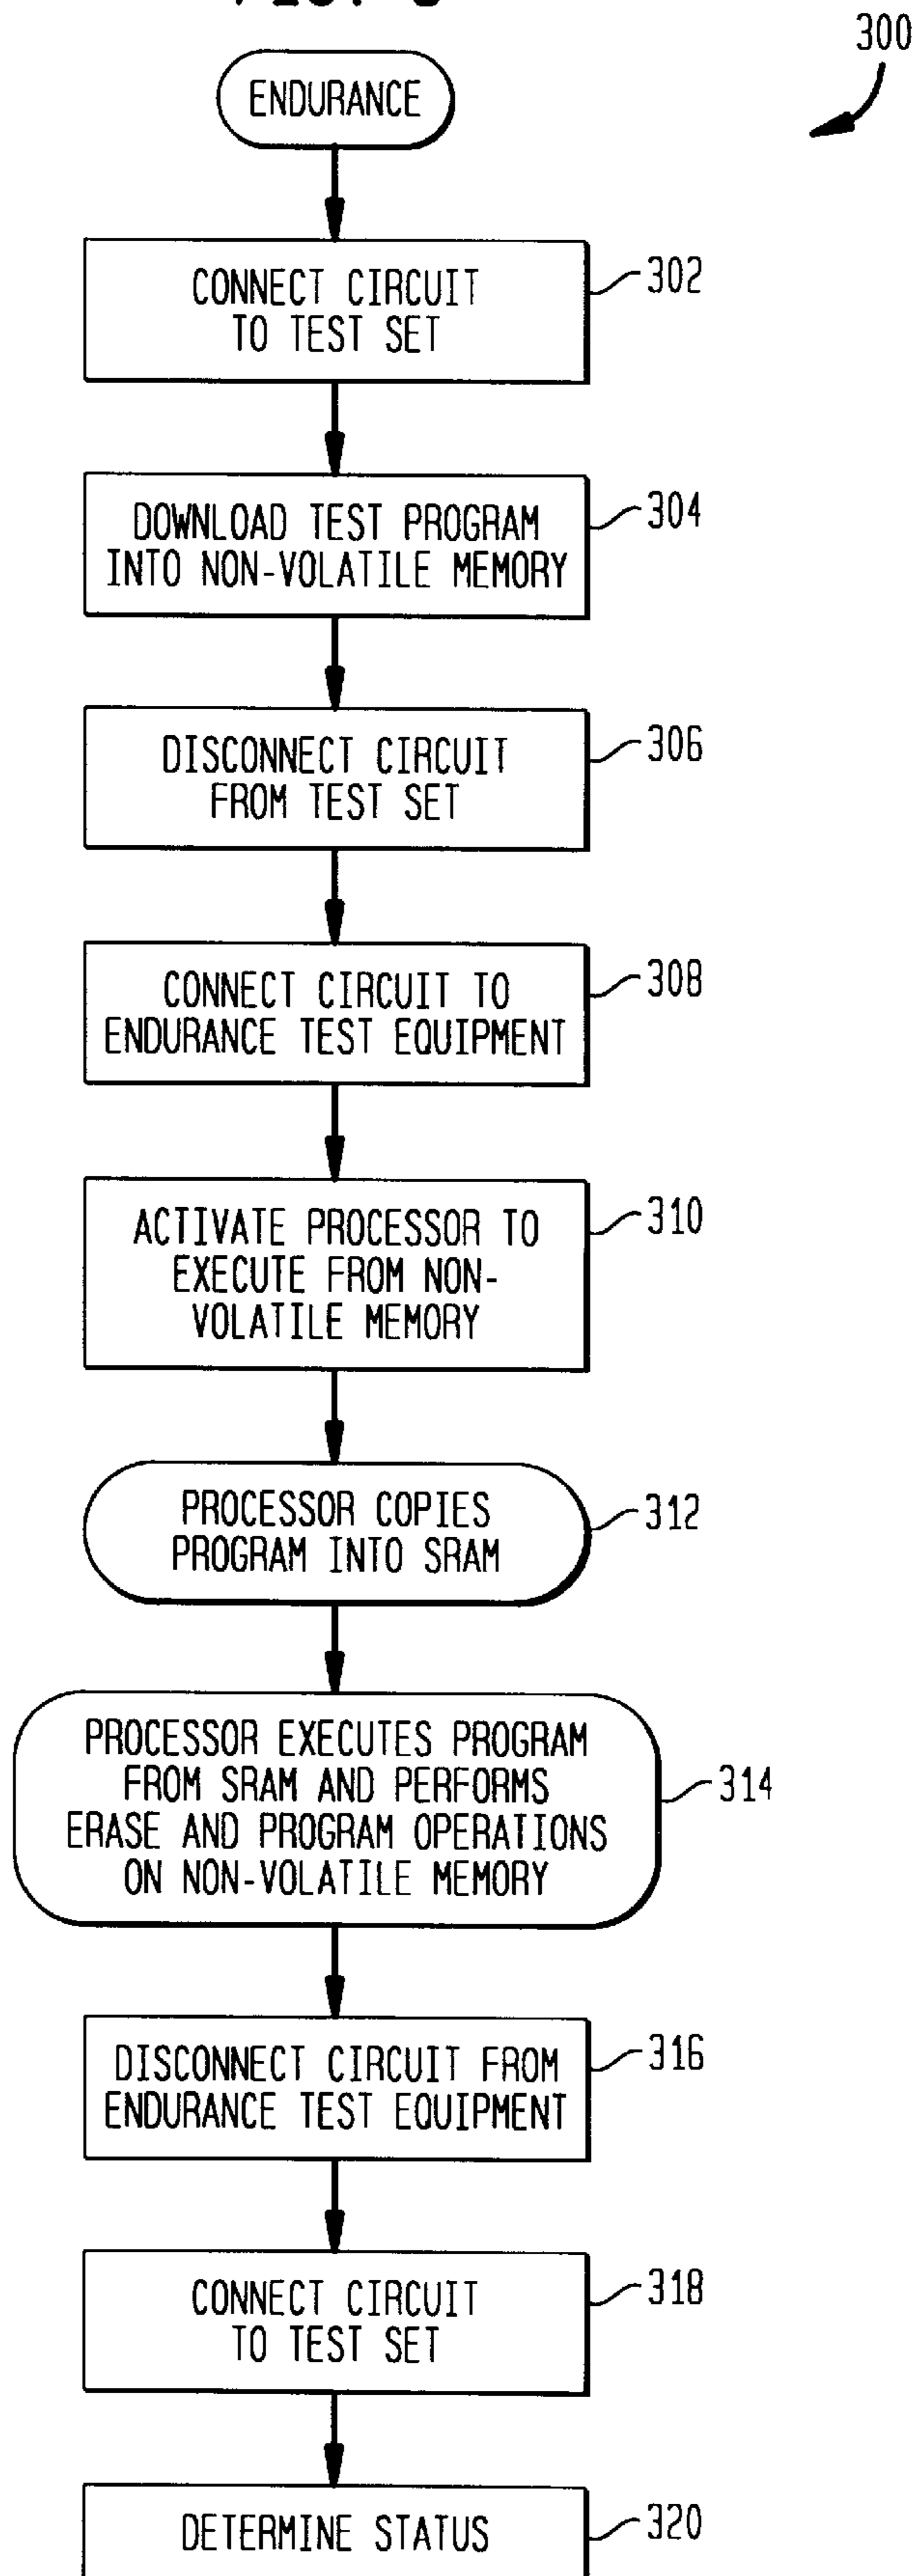 300
ENDURANCE
CONNECT CIRCUIT
TO TEST SET
302
DOWNLOAD TEST PROGRAM
INTO NON-VOLATILE MEMORY
304
DISCONNECT CIRCUIT
FROM TEST SET
306
CONNECT CIRCUIT TO
ENDURANCE TEST EQUIPMENT
308
ACTIVATE PROCESSOR TO
EXECUTE FROM NON-
VOLATILE MEMORY
310
PROCESSOR COPIES
PROGRAM INTO SRAM
312
PROCESSOR EXECUTES PROGRAM
FROM SRAM AND PERFORMS
ERASE AND PROGRAM OPERATIONS
ON NON-VOLATILE MEMORY
314
DISCONNECT CIRCUIT FROM
ENDURANCE TEST EQUIPMENT
316
CONNECT CIRCUIT
TO TEST SET
318
DETERMINE STATUS
320